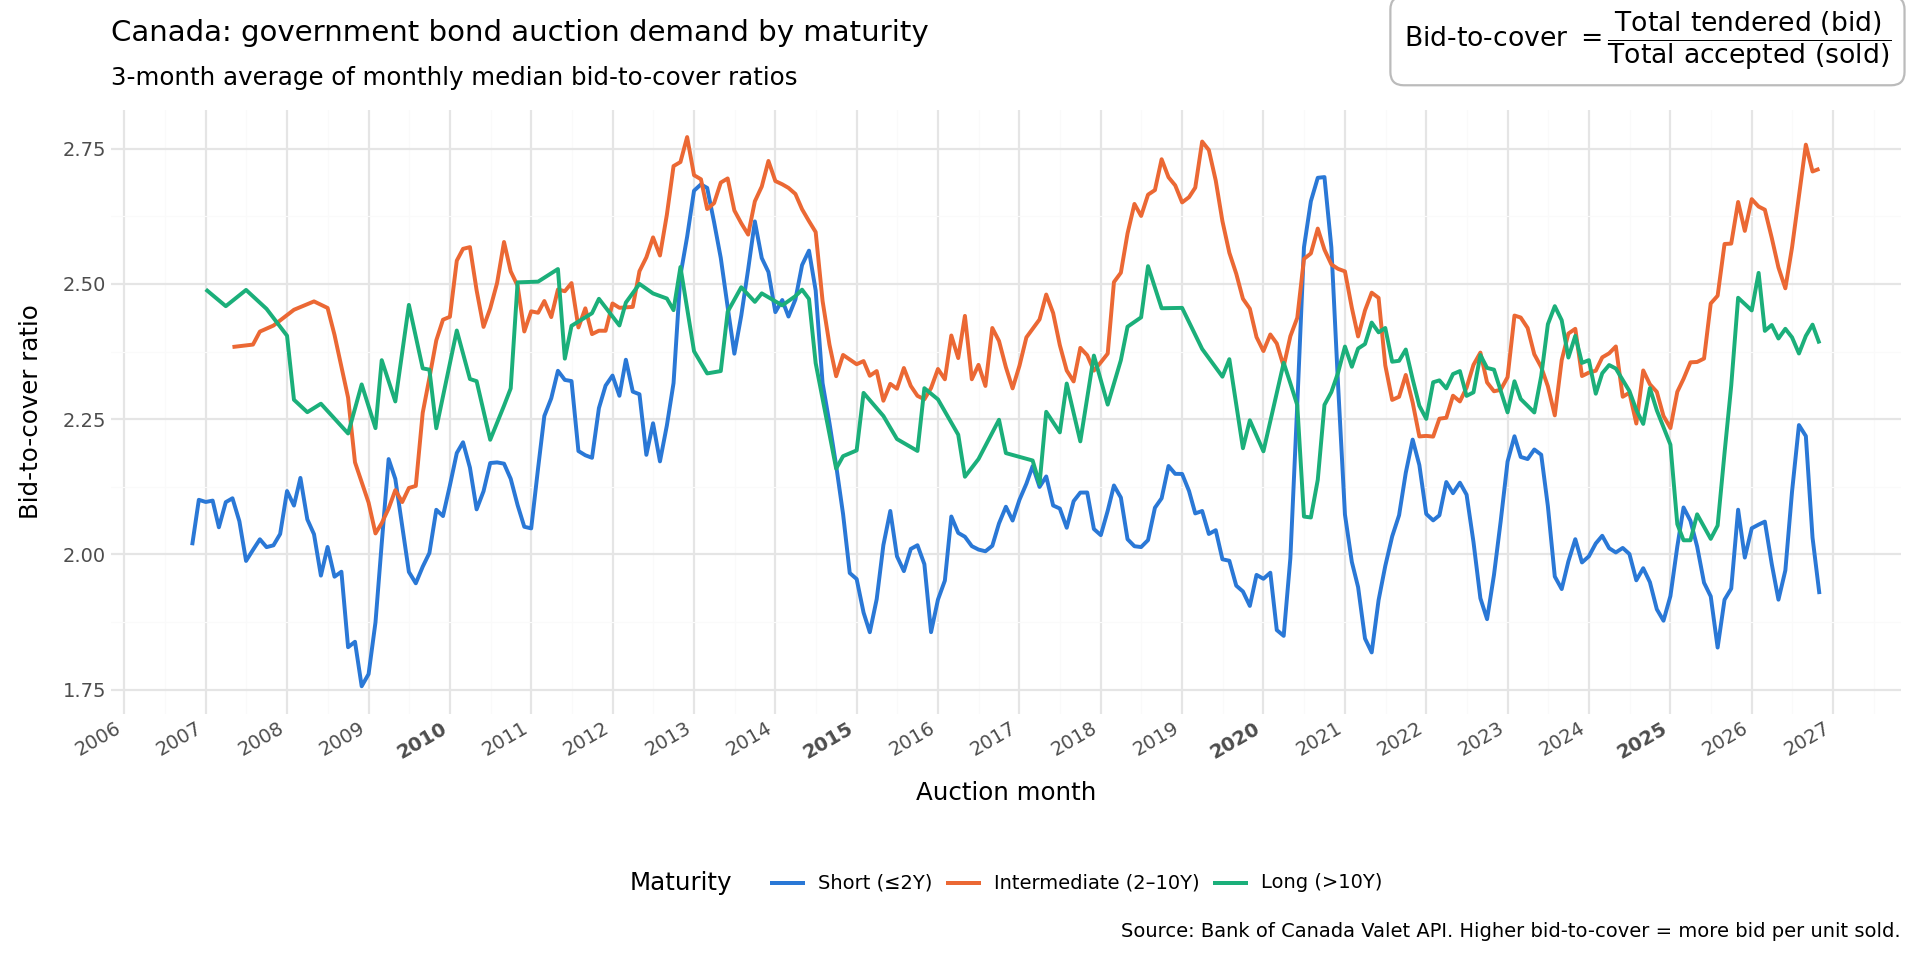 Canada: government bond auction demand by maturity
3-month average of monthly median bid-to-cover ratios
Bid-to-cover = Total tendered (bid)
Total accepted (sold)
Bid-to-cover ratio
2.75
2.50
2.25
2.00
1.75
2006 2007 2008 2009 2010 2011 2012 2013 2014 2015 2016 2017 2018 2019 2020 2021 2022 2023 2024 2025 2026 2027
Auction month
Maturity Short (≤2Y) Intermediate (2–10Y) Long (>10Y)
Source: Bank of Canada Valet API. Higher bid-to-cover = more bid per unit sold.